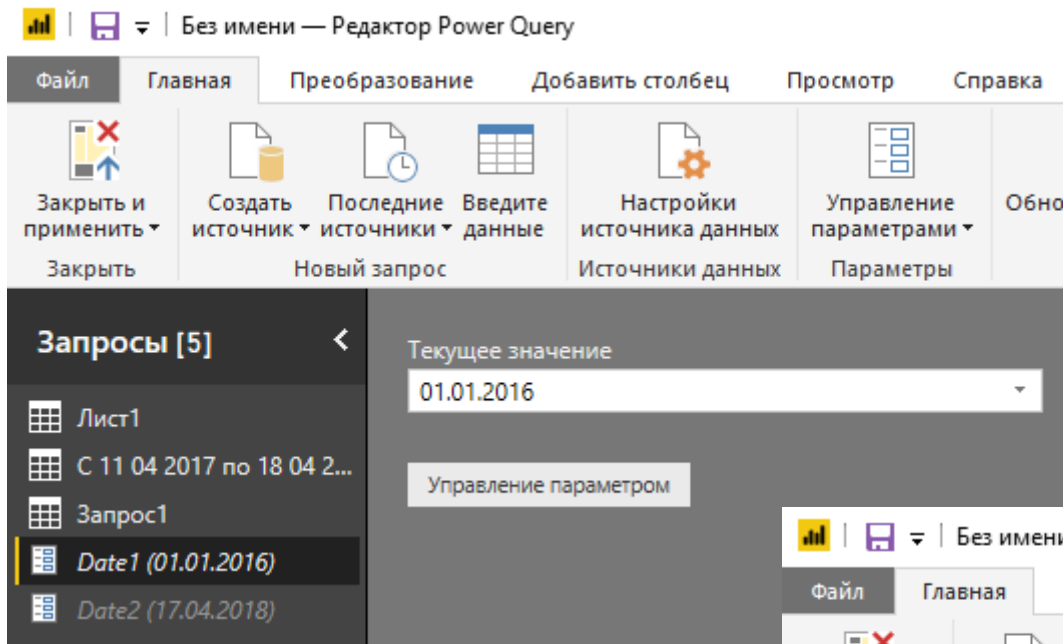 Без имени — Редактор Power Query
Файл Главная Преобразование Добавить столбец Просмотр Справка
Закрыть и применить
Создать источник
Последние источники
Введите данные
Настройки источника данных
Управление параметрами
Закрыть Новый запрос Источники данных Параметры
Запросы [5]
Лист1
С 11 04 2017 по 18 04 2...
Запрос1
Date1 (01.01.2016)
Date2 (17.04.2018)
Текущее значение
01.01.2016
Управление параметром
Файл Главная